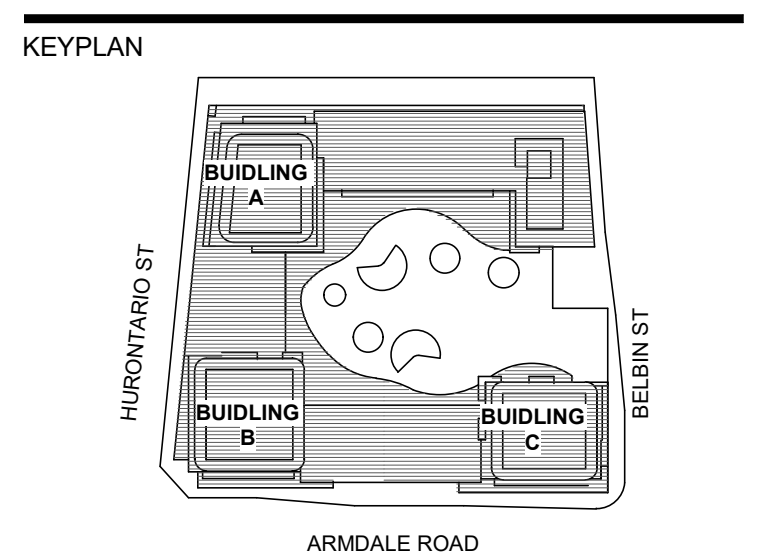 KEYPLAN
BUIDLING
A
HURONTARIO ST
BELBIN ST
BUIDLING
B
BUIDLING
C
ARMDALE ROAD